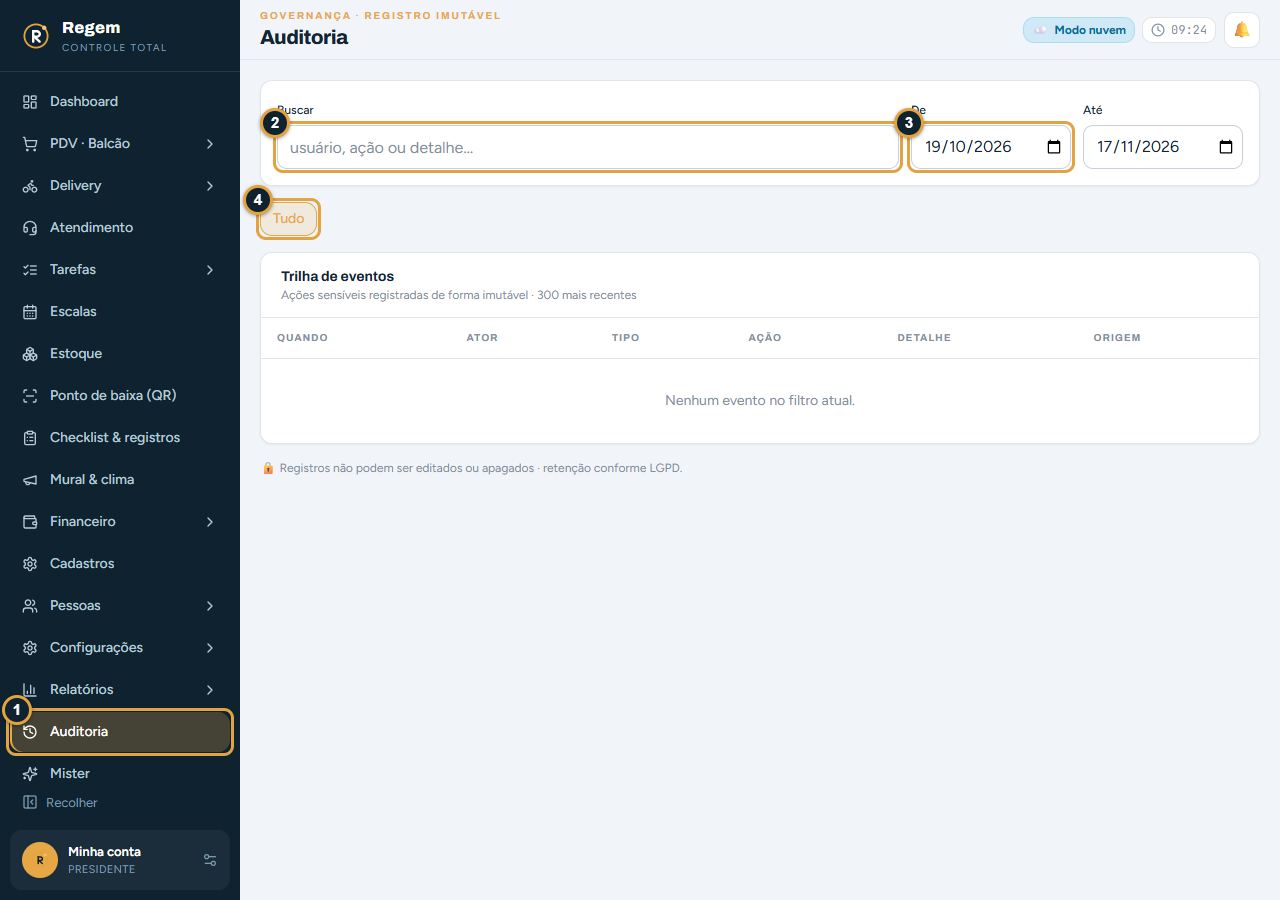 Regem
CONTROLE TOTAL
Dashboard
PDV · Balcão
Delivery
Atendimento
Tarefas
Escalas
Estoque
Ponto de baixa (QR)
Checklist & registros
Mural & clima
Financeiro
Cadastros
Pessoas
Configurações
Relatórios
1
Auditoria
Mister
Recolher
R
Minha conta
PRESIDENTE
GOVERNANÇA · REGISTRO IMUTÁVEL
Auditoria
Modo nuvem
09:24
Buscar
De
Até
2
usuário, ação ou detalhe...
3
19/10/2026
17/11/2026
4
Tudo
Trilha de eventos
Ações sensíveis registradas de forma imutável · 300 mais recentes
QUANDO ATOR TIPO AÇÃO DETALHE ORIGEM
Nenhum evento no filtro atual.
Registros não podem ser editados ou apagados · retenção conforme LGPD.